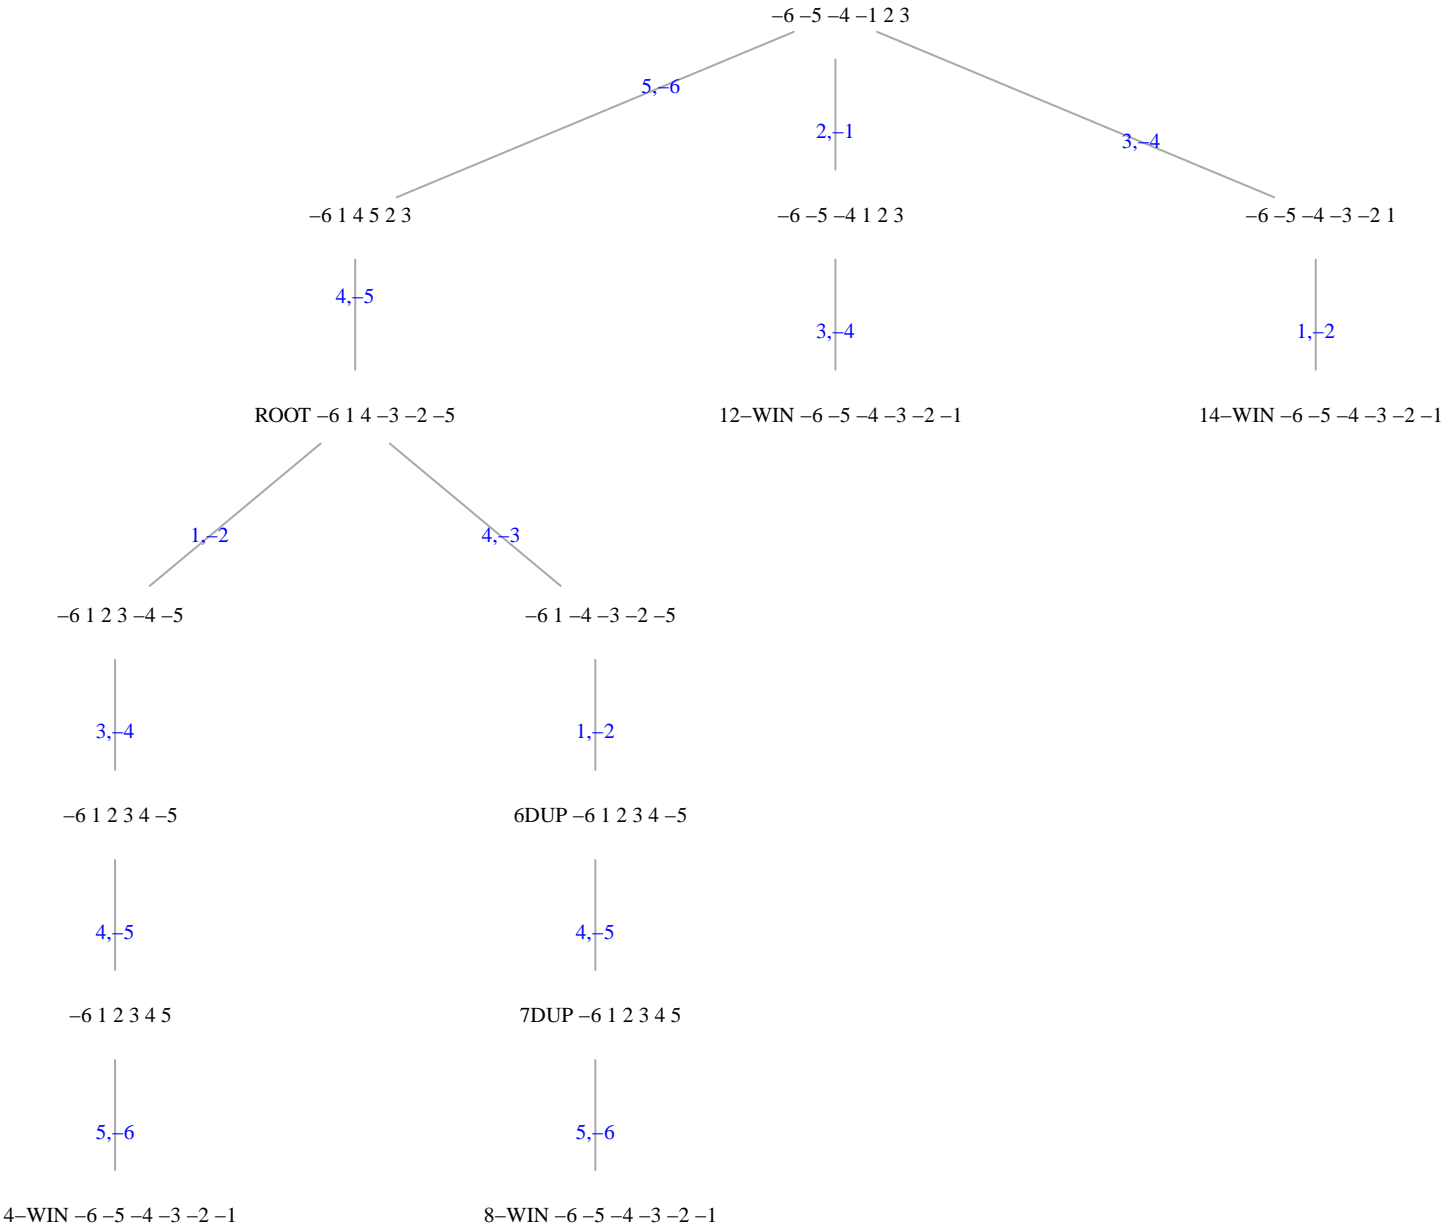 –6 –5 –4 –1 2 3
5,–6
2,–1
3,–4
–6 1 4 5 2 3
–6 –5 –4 1 2 3
–6 –5 –4 –3 –2 1
4,–5
3,–4
1,–2
ROOT –6 1 4 –3 –2 –5
12–WIN –6 –5 –4 –3 –2 –1
14–WIN –6 –5 –4 –3 –2 –1
1,–2
4,–3
–6 1 2 3 –4 –5
–6 1 –4 –3 –2 –5
3,–4
1,–2
–6 1 2 3 4 –5
6DUP –6 1 2 3 4 –5
4,–5
4,–5
–6 1 2 3 4 5
7DUP –6 1 2 3 4 5
5,–6
5,–6
4–WIN –6 –5 –4 –3 –2 –1
8–WIN –6 –5 –4 –3 –2 –1